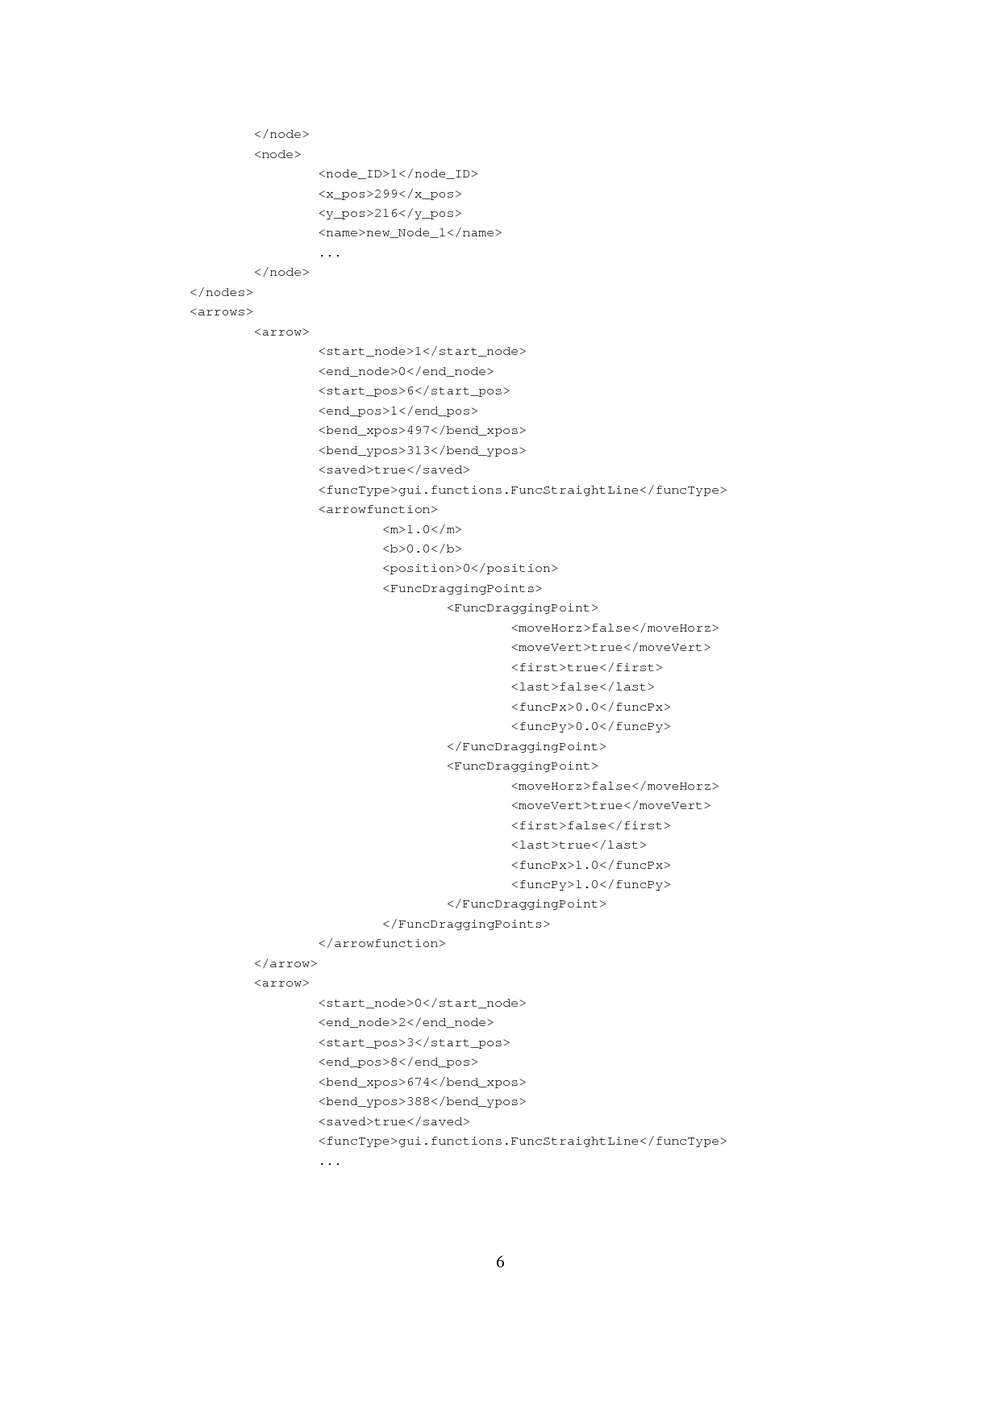 </node>
<node>
<node_ID>1</node_ID>
<x_pos>299</x_pos>
<y_pos>216</y_pos>
<name>new_Node_1</name>
...
</node>
</nodes>
<arrows>
<arrow>
<start_node>1</start_node>
<end_node>0</end_node>
<start_pos>6</start_pos>
<end_pos>1</end_pos>
<bend_xpos>497</bend_xpos>
<bend_ypos>313</bend_ypos>
<saved>true</saved>
<funcType>gui.functions.FuncStraightLine</funcType>
<arrowfunction>
<m>1.0</m>
<b>0.0</b>
<position>0</position>
<FuncDraggingPoints>
<FuncDraggingPoint>
<moveHorz>false</moveHorz>
<moveVert>true</moveVert>
<first>true</first>
<last>false</last>
<funcPx>0.0</funcPx>
<funcPy>0.0</funcPy>
</FuncDraggingPoint>
<FuncDraggingPoint>
<moveHorz>false</moveHorz>
<moveVert>true</moveVert>
<first>false</first>
<last>true</last>
<funcPx>1.0</funcPx>
<funcPy>1.0</funcPy>
</FuncDraggingPoint>
</FuncDraggingPoints>
</arrowfunction>
</arrow>
<arrow>
<start_node>0</start_node>
<end_node>2</end_node>
<start_pos>3</start_pos>
<end_pos>8</end_pos>
<bend_xpos>674</bend_xpos>
<bend_ypos>388</bend_ypos>
<saved>true</saved>
<funcType>gui.functions.FuncStraightLine</funcType>
...
6